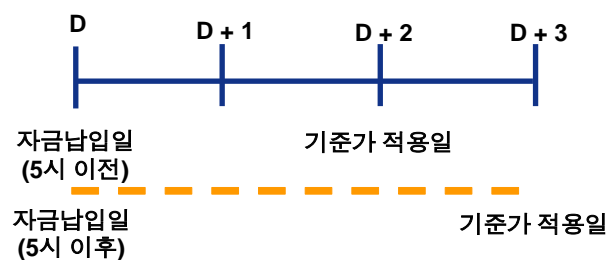 D D + 1 D + 2 D + 3
자금납입일 기준가 적용일
(5시 이전)
자금납입일 기준가 적용일
(5시 이후)